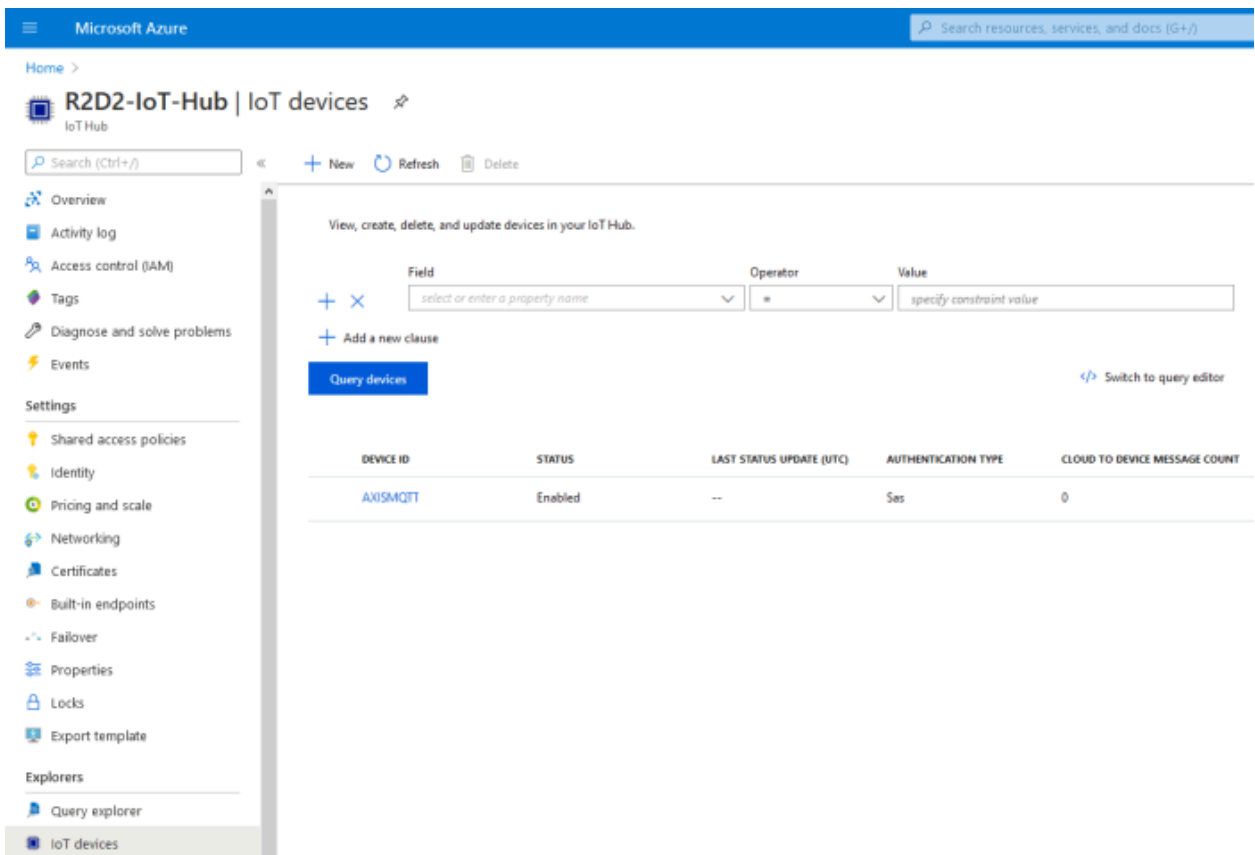 Microsoft Azure
Search resources, services, and docs (G+/)
Home >
R2D2-IoT-Hub | IoT devices
IoT Hub
Search (Ctrl+/)
«
New
Refresh
Delete
Overview
Activity log
Access control (IAM)
Tags
Diagnose and solve problems
Events
Settings
Shared access policies
Identity
Pricing and scale
Networking
Certificates
Built-in endpoints
Failover
Properties
Locks
Export template
Explorers
Query explorer
IoT devices
View, create, delete, and update devices in your IoT Hub.
Field Operator Value
select or enter a property name = specify constraint value
Add a new clause
Query devices
</> Switch to query editor
DEVICE ID STATUS LAST STATUS UPDATE (UTC) AUTHENTICATION TYPE CLOUD TO DEVICE MESSAGE COUNT
AXISMQTT Enabled -- Sas 0